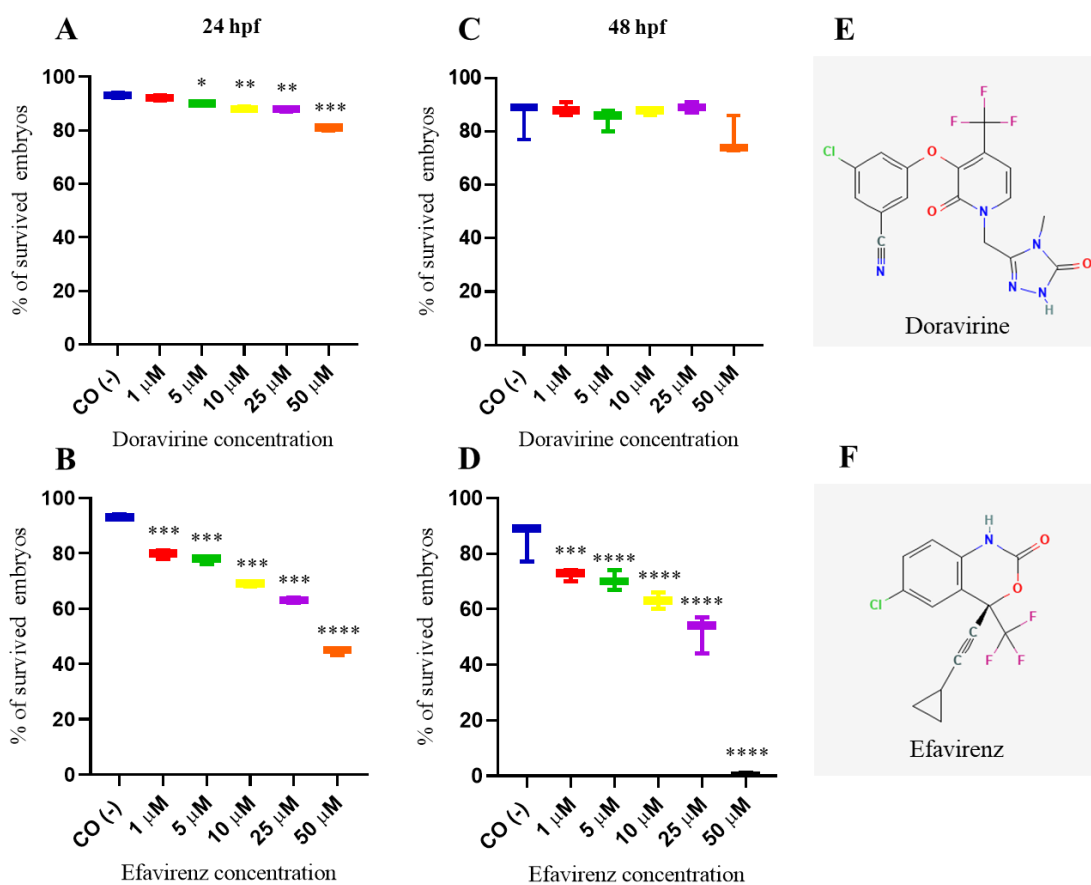 A
24 hpf
% of survived embryos
100
80
60
40
20
0
* ** ** ***
CO (-) 1 μM 5 μM 10 μM 25 μM 50 μM
Doravirine concentration
C
48 hpf
% of survived embryos
100
80
60
40
20
0
CO (-) 1 μM 5 μM 10 μM 25 μM 50 μM
Doravirine concentration
E
F
F F
Cl O
O N
N O
C
N N NH
Doravirine
B
% of survived embryos
100
80
60
40
20
0
*** *** *** *** ****
CO (-) 1 μM 5 μM 10 μM 25 μM 50 μM
Efavirenz concentration
D
% of survived embryos
100
80
60
40
20
0
*** **** **** **** ****
CO (-) 1 μM 5 μM 10 μM 25 μM 50 μM
Efavirenz concentration
F
H
N O
O
Cl
C F
C F F
Efavirenz